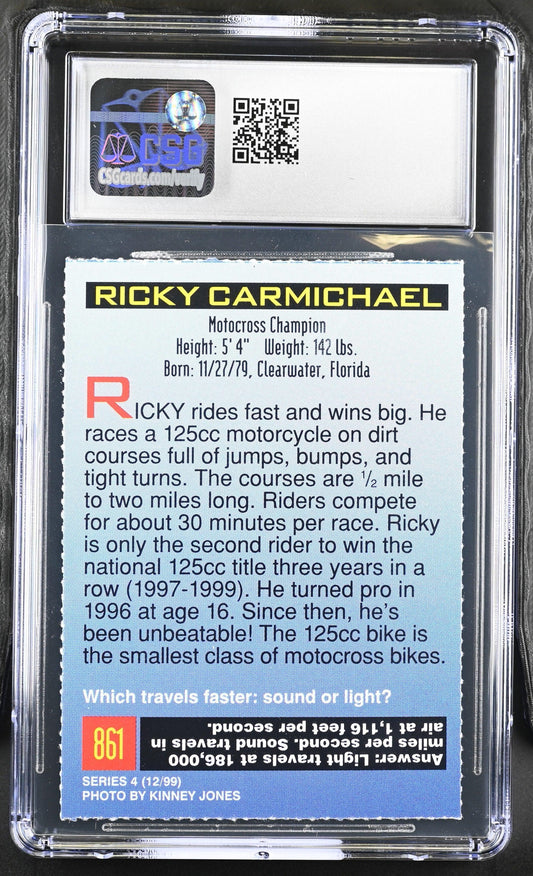 CSG
CSGcards.com/verify
RICKY CARMICHAEL
Motocross Champion
Height: 5' 4" Weight: 142 lbs.
Born: 11/27/79, Clearwater, Florida
RICKY rides fast and wins big. He
races a 125cc motorcycle on dirt
courses full of jumps, bumps, and
tight turns. The courses are ½ mile
to two miles long. Riders compete
for about 30 minutes per race. Ricky
is only the second rider to win the
national 125cc title three years in a
row (1997-1999). He turned pro in
1996 at age 16. Since then, he's
been unbeatable! The 125cc bike is
the smallest class of motocross bikes.
Which travels faster: sound or light?
861
Answer: Light travels at 186,000
miles per second. Sound travels in
air at 1,116 feet per second.
SERIES 4 (12/99)
PHOTO BY KINNEY JONES